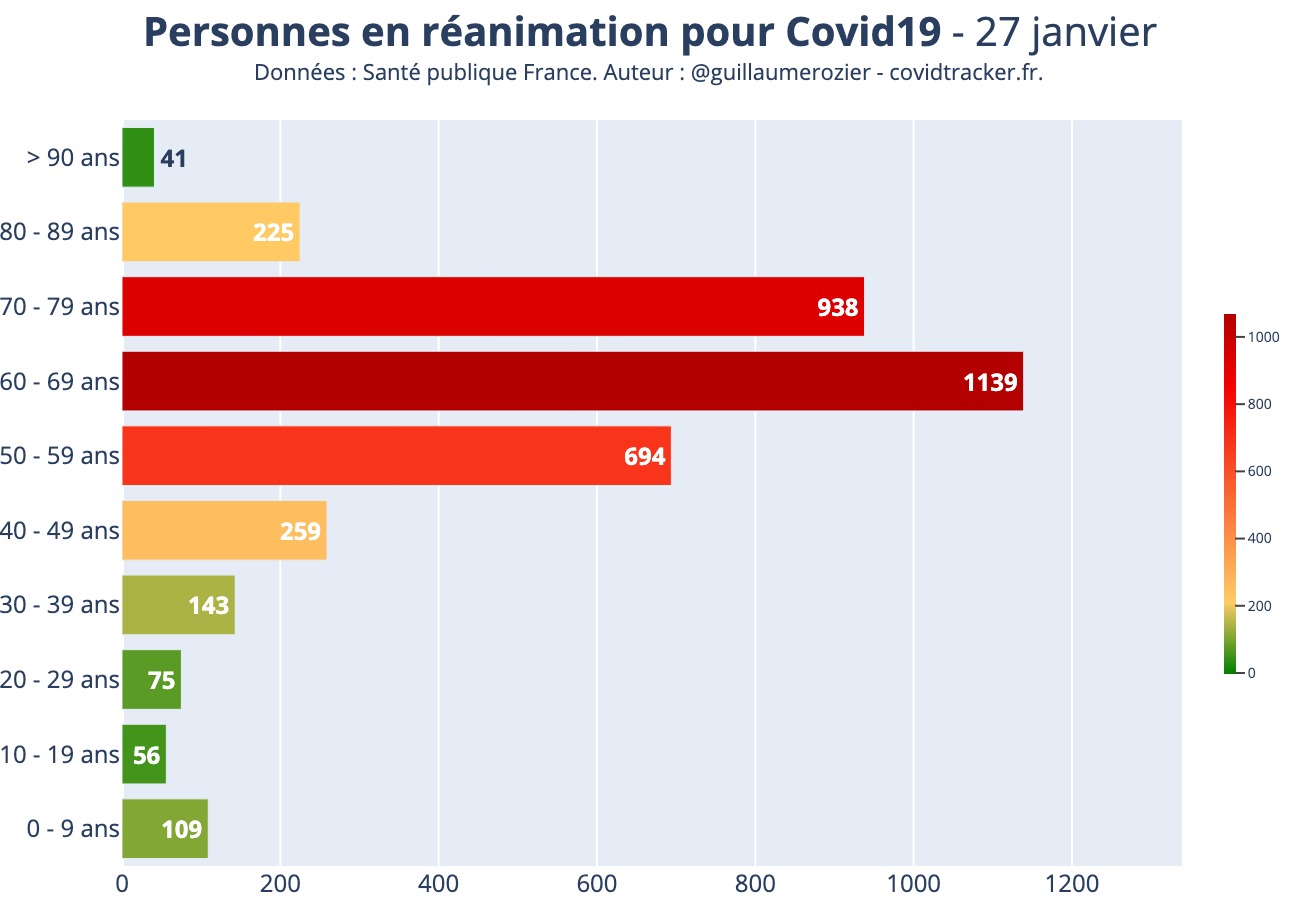 Personnes en réanimation pour Covid19 - 27 janvier
Données : Santé publique France. Auteur : @guillaumerozier - covidtracker.fr.
> 90 ans 41
80 - 89 ans 225
70 - 79 ans 938
60 - 69 ans 1139
50 - 59 ans 694
40 - 49 ans 259
30 - 39 ans 143
20 - 29 ans 75
10 - 19 ans 56
0 - 9 ans 109
0 200 400 600 800 1000 1200
1000
800
600
400
200
0